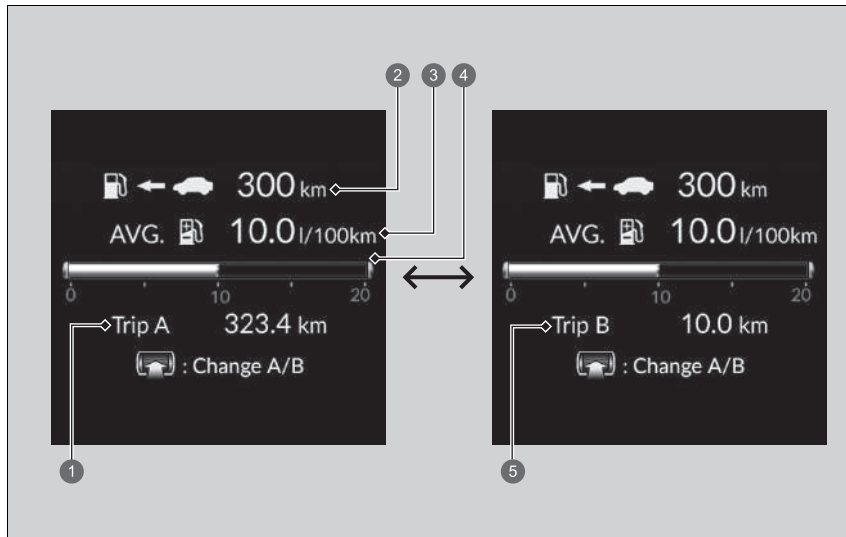 2 3 4
300 km
AVG. 10.0 l/100km
0 10 20
Trip A 323.4 km
: Change A/B
1
300 km
AVG. 10.0 l/100km
0 10 20
Trip B 10.0 km
: Change A/B
5